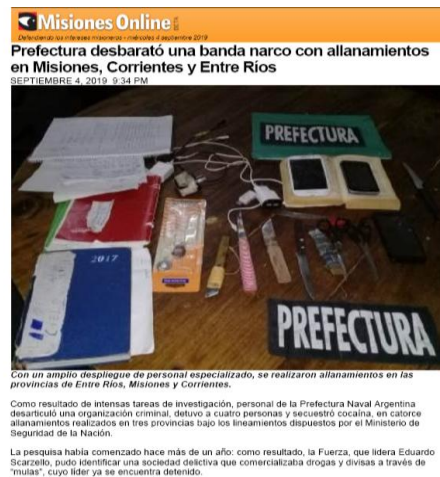 Misiones Online
Defendiendo los intereses misioneros - miércoles 4 septiembre 2019
Prefectura desbarató una banda narco con allanamientos
en Misiones, Corrientes y Entre Ríos
SEPTIEMBRE 4, 2019 9:34 PM
PREFECTURA
2017
PREFECTURA
Con un amplio despliegue de personal especializado, se realizaron allanamientos en las
provincias de Entre Ríos, Misiones y Corrientes.
Como resultado de intensas tareas de investigación, personal de la Prefectura Naval Argentina
desarticuló una organización criminal, detuvo a cuatro personas y secuestró cocaína, en catorce
allanamientos realizados en tres provincias bajo los lineamientos dispuestos por el Ministerio de
Seguridad de la Nación.
La pesquisa había comenzado hace más de un año: como resultado, la Fuerza, que lidera Eduardo
Scarzello, pudo identificar una sociedad delictiva que comercializaba drogas y divisas a través de
"mulas", cuyo líder ya se encuentra detenido.